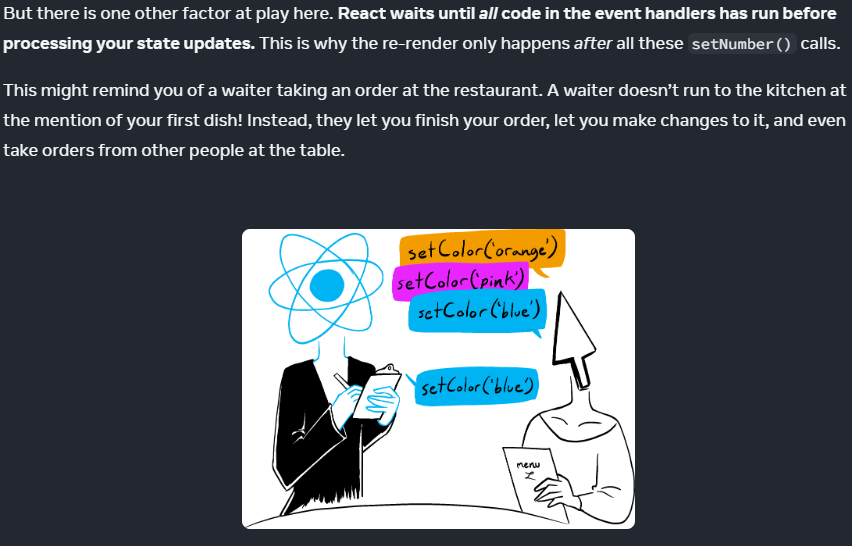 But there is one other factor at play here. React waits until all code in the event handlers has run before
processing your state updates. This is why the re-render only happens after all these setNumber() calls.
This might remind you of a waiter taking an order at the restaurant. A waiter doesn’t run to the kitchen at
the mention of your first dish! Instead, they let you finish your order, let you make changes to it, and even
take orders from other people at the table.
setColor('orange')
setColor('pink')
setColor('blue')
setColor('blue')
menu